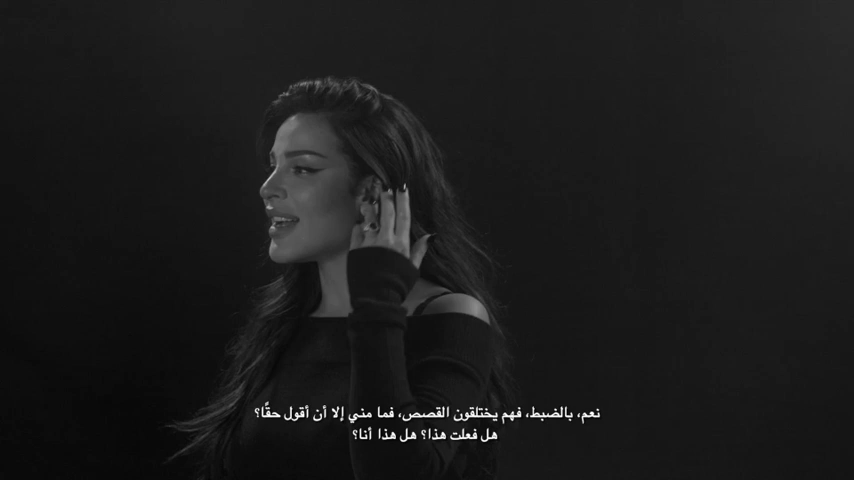 نعم، بالضبط، فهم يختلقون القصص، فما مني إلا أن أقول حقًّا؟
هل فعلت هذا؟ هل هذا أنا؟